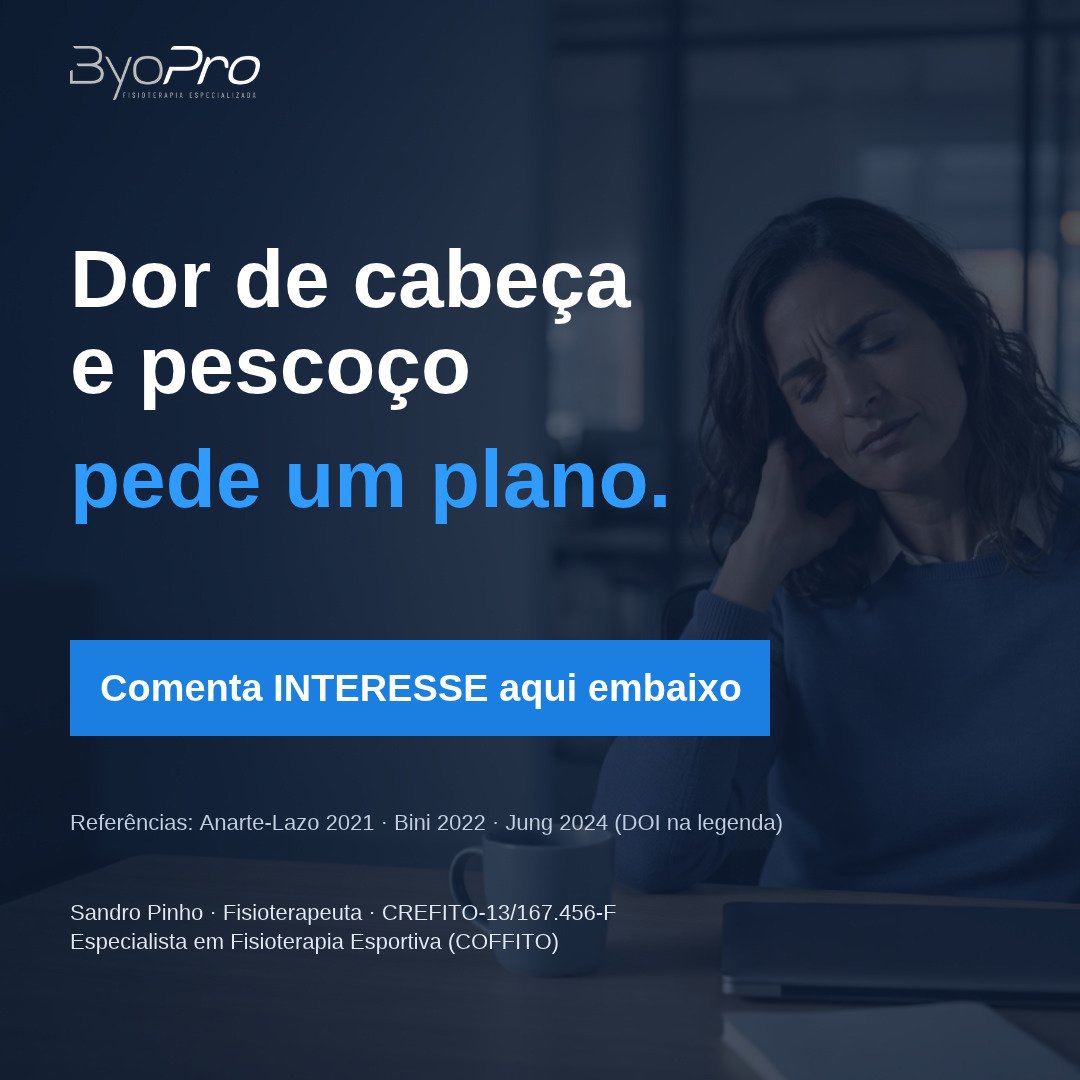 ByoPro
FISIOTERAPIA ESPECIALIZADA
Dor de cabeça
e pescoço
pede um plano.
Comenta INTERESSE aqui embaixo
Referências: Anarte-Lazo 2021 · Bini 2022 · Jung 2024 (DOI na legenda)
Sandro Pinho · Fisioterapeuta · CREFITO-13/167.456-F
Especialista em Fisioterapia Esportiva (COFFITO)